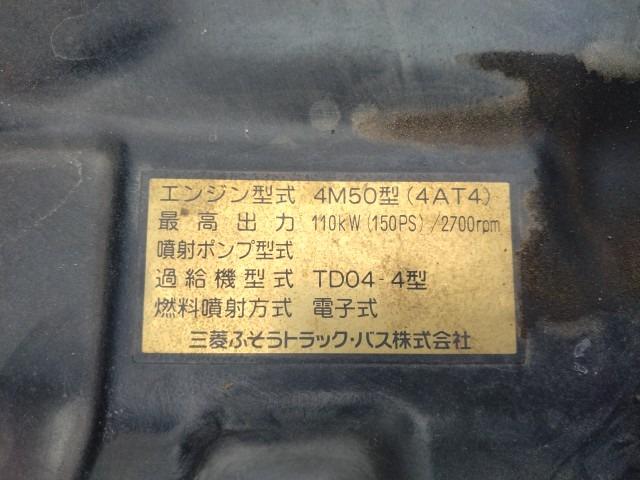 エンジン型式 4M50型(4AT4)
最高出力 110kW(150PS)/2700rpm
噴射ポンプ型式
過給機型式 TD04-4型
燃料噴射方式 電子式
三菱ふそうトラック・バス株式会社